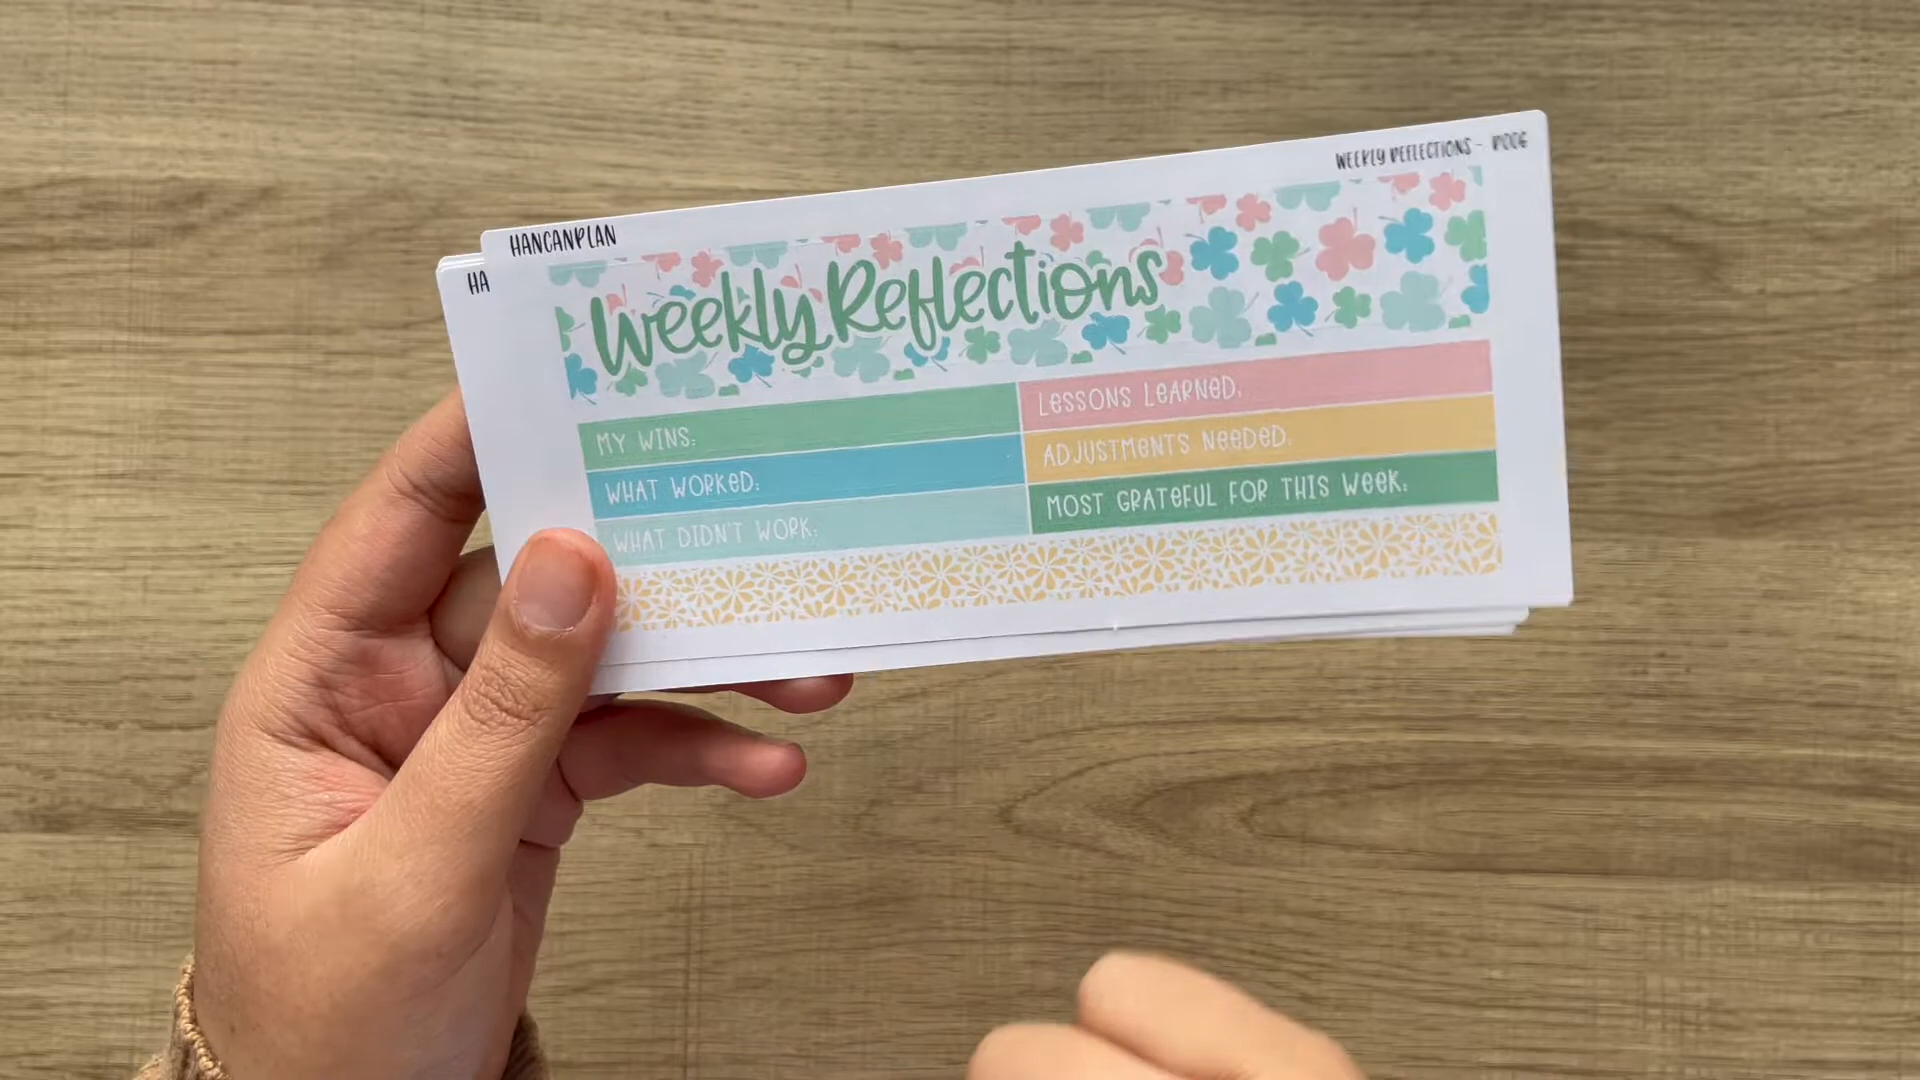 HANCANPLAN
WEEKLY REFLECTIONS -
HA
Weekly Reflections
MY WINS:
WHAT WORKED:
WHAT DIDN'T WORK:
LESSONS LEARNED:
ADJUSTMENTS NEEDED:
MOST GRATEFUL FOR THIS WEEK: